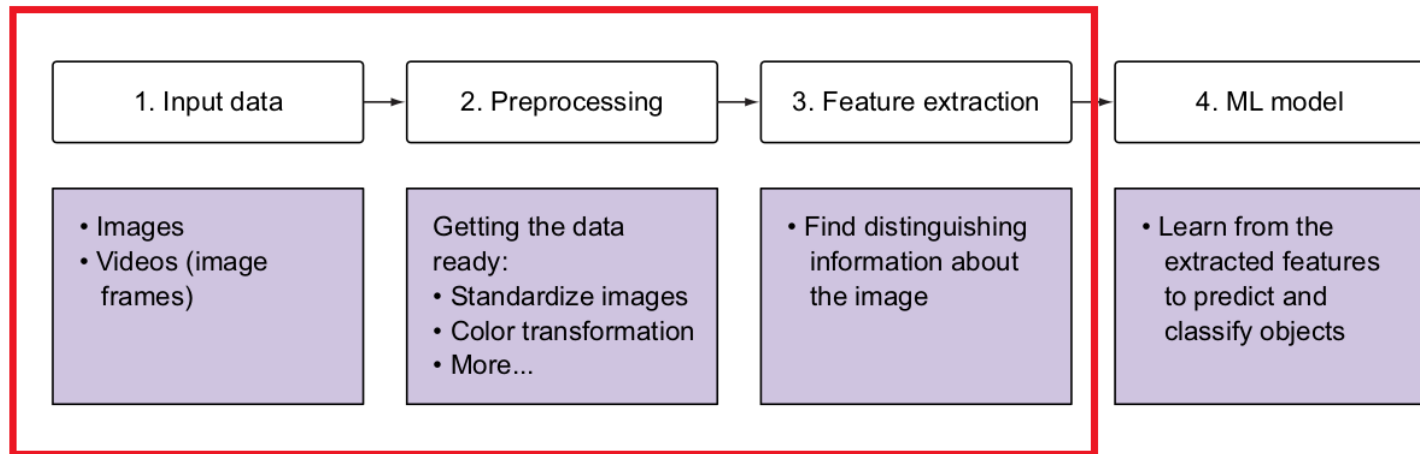 1. Input data
2. Preprocessing
3. Feature extraction
4. ML model
• Images
• Videos (image
frames)
Getting the data
ready:
• Standardize images
• Color transformation
• More...
• Find distinguishing
information about
the image
• Learn from the
extracted features
to predict and
classify objects